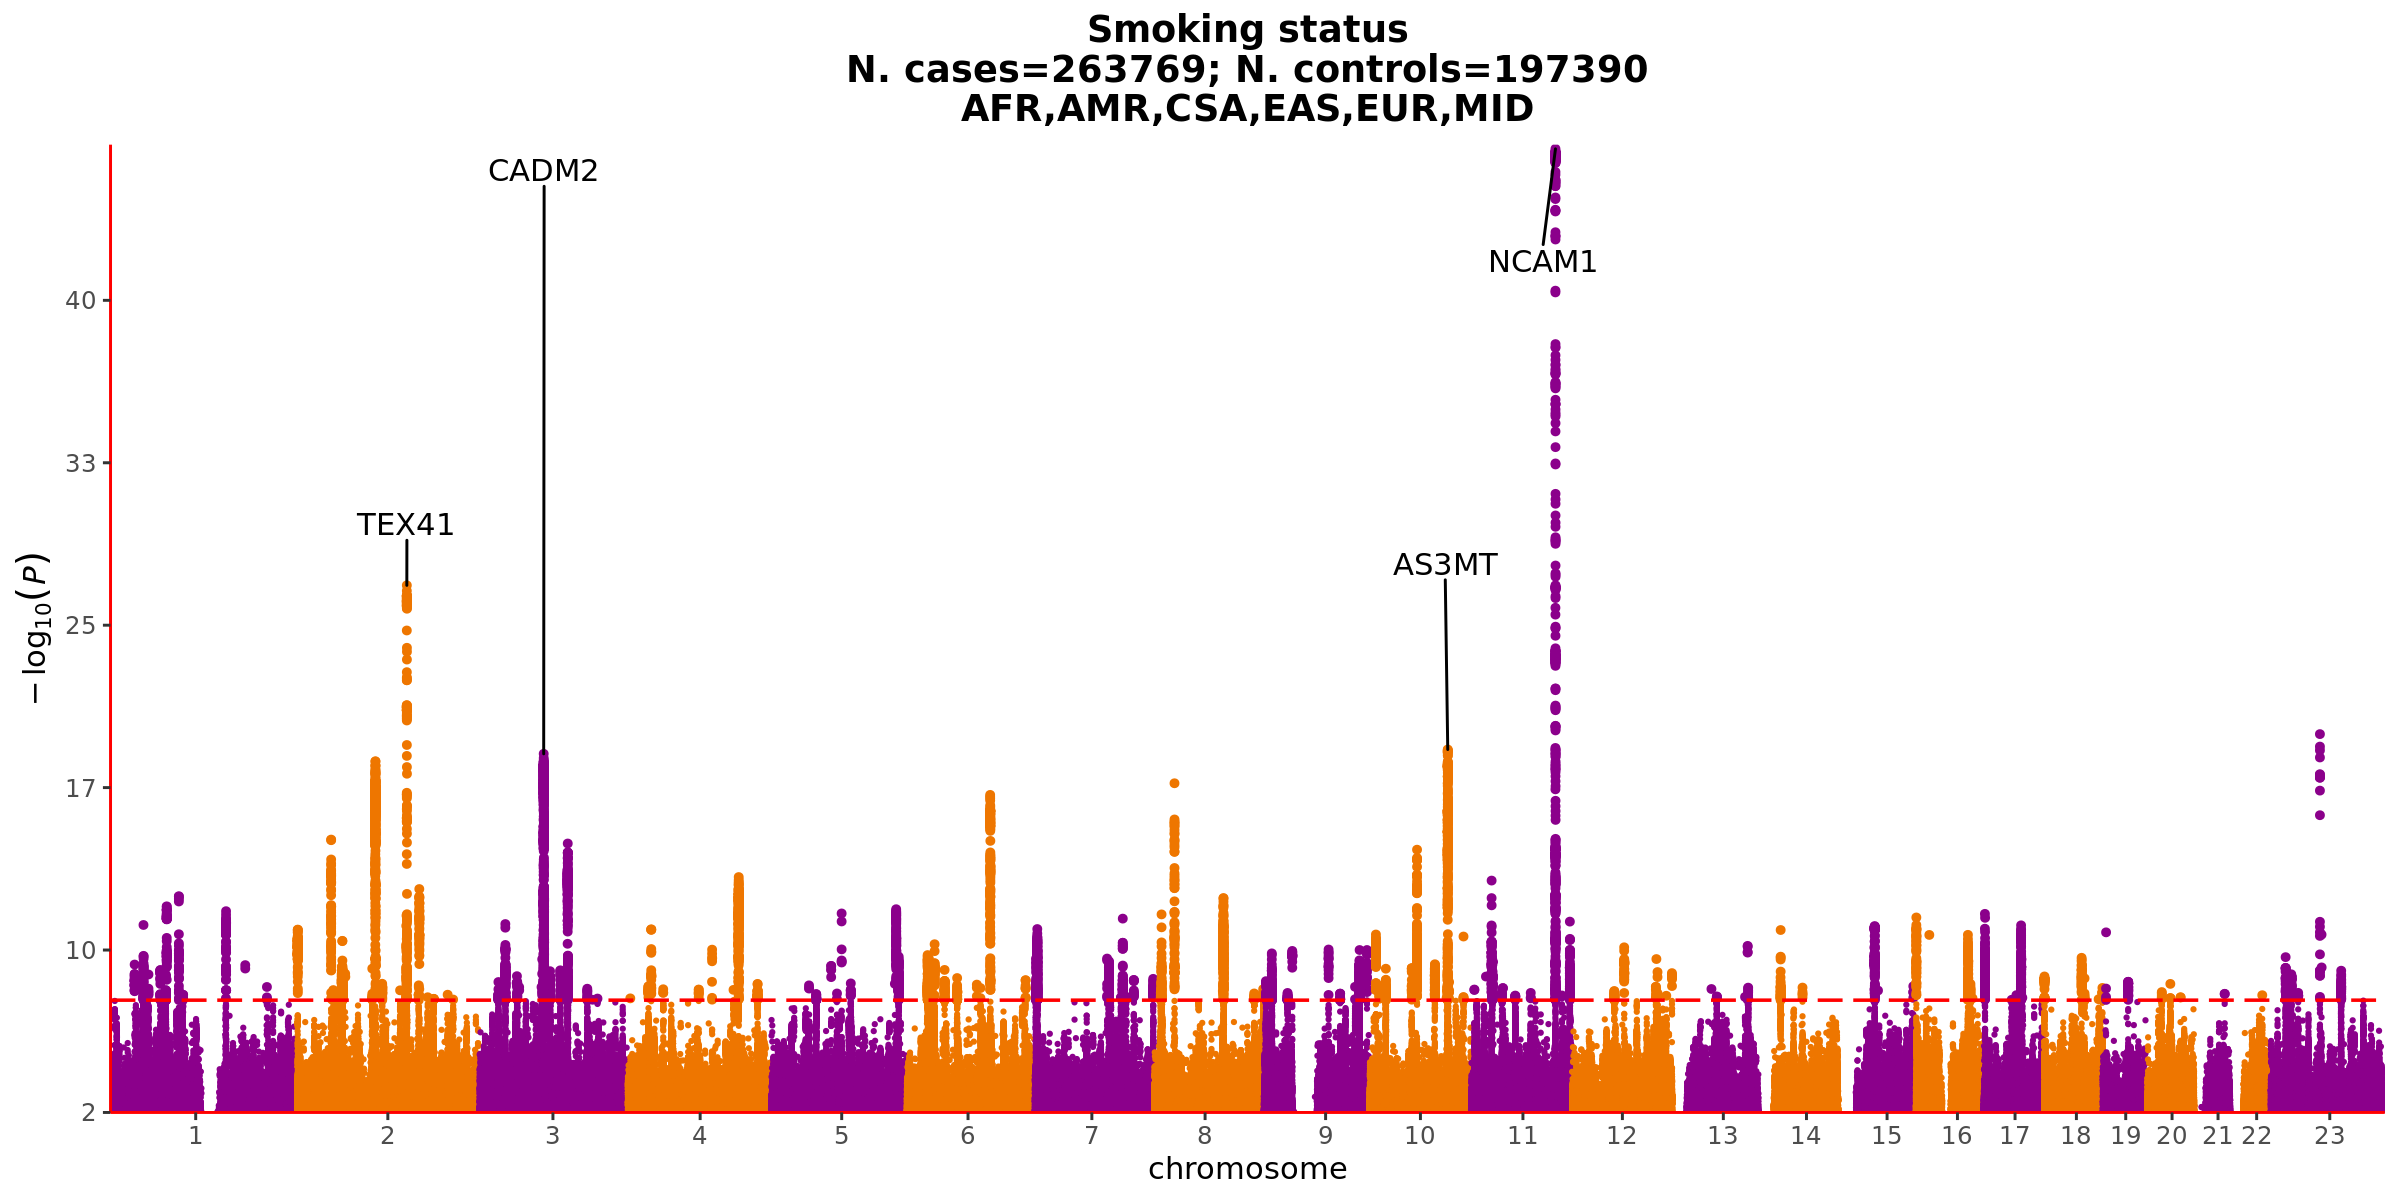 Smoking status
N. cases=263769; N. controls=197390
AFR,AMR,CSA,EAS,EUR,MID
CADM2
NCAM1
TEX41
AS3MT
40
33
25
17
10
2
−log10(P)
1 2 3 4 5 6 7 8 9 10 11 12 13 14 15 16 17 18 19 20 21 22 23
chromosome